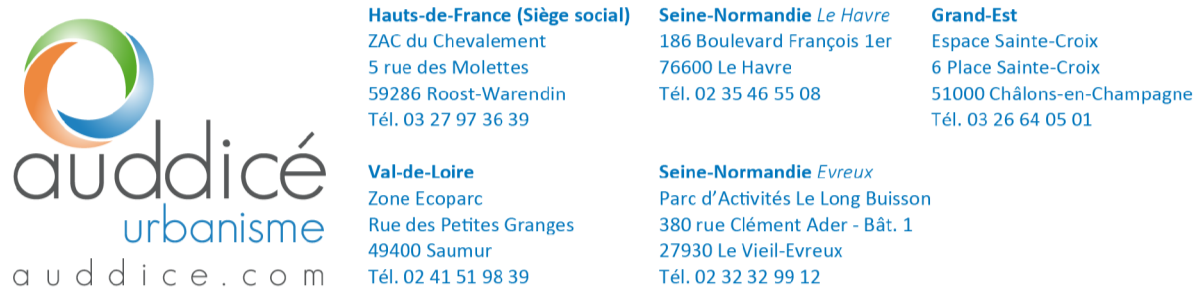 auddicé
urbanisme
auddice.com
Hauts-de-France (Siège social)
ZAC du Chevalement
5 rue des Molettes
59286 Roost-Warendin
Tél. 03 27 97 36 39
Seine-Normandie Le Havre
186 Boulevard François 1er
76600 Le Havre
Tél. 02 35 46 55 08
Grand-Est
Espace Sainte-Croix
6 Place Sainte-Croix
51000 Châlons-en-Champagne
Tél. 03 26 64 05 01
Val-de-Loire
Zone Ecoparc
Rue des Petites Granges
49400 Saumur
Tél. 02 41 51 98 39
Seine-Normandie Evreux
Parc d’Activités Le Long Buisson
380 rue Clément Ader - Bât. 1
27930 Le Vieil-Evreux
Tél. 02 32 32 99 12